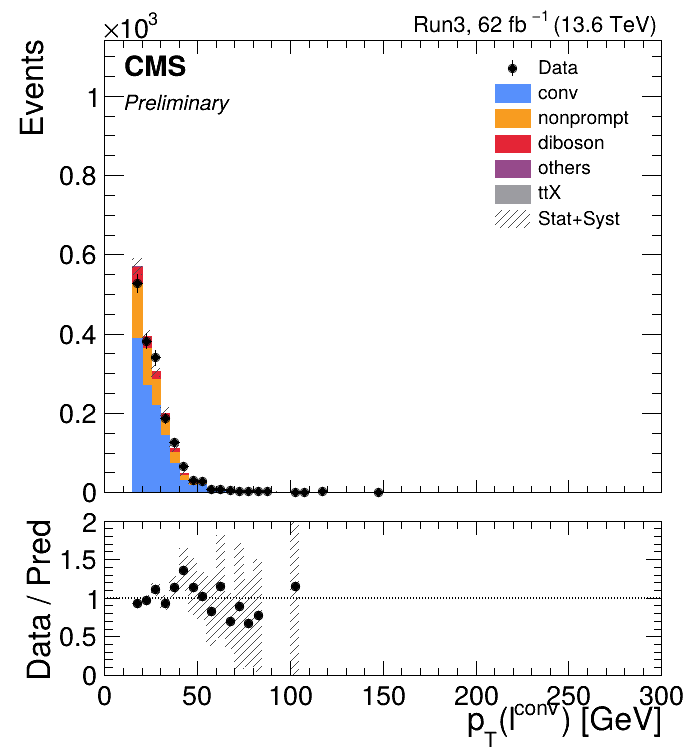 ×10³
Run3, 62 fb⁻¹ (13.6 TeV)
Events
CMS
Preliminary
Data
conv
nonprompt
diboson
others
ttX
Stat+Syst
1
0.8
0.6
0.4
0.2
0
Data / Pred
2
1.5
1
0.5
0
0 50 100 150 200 250 300
p_T(l^conv) [GeV]